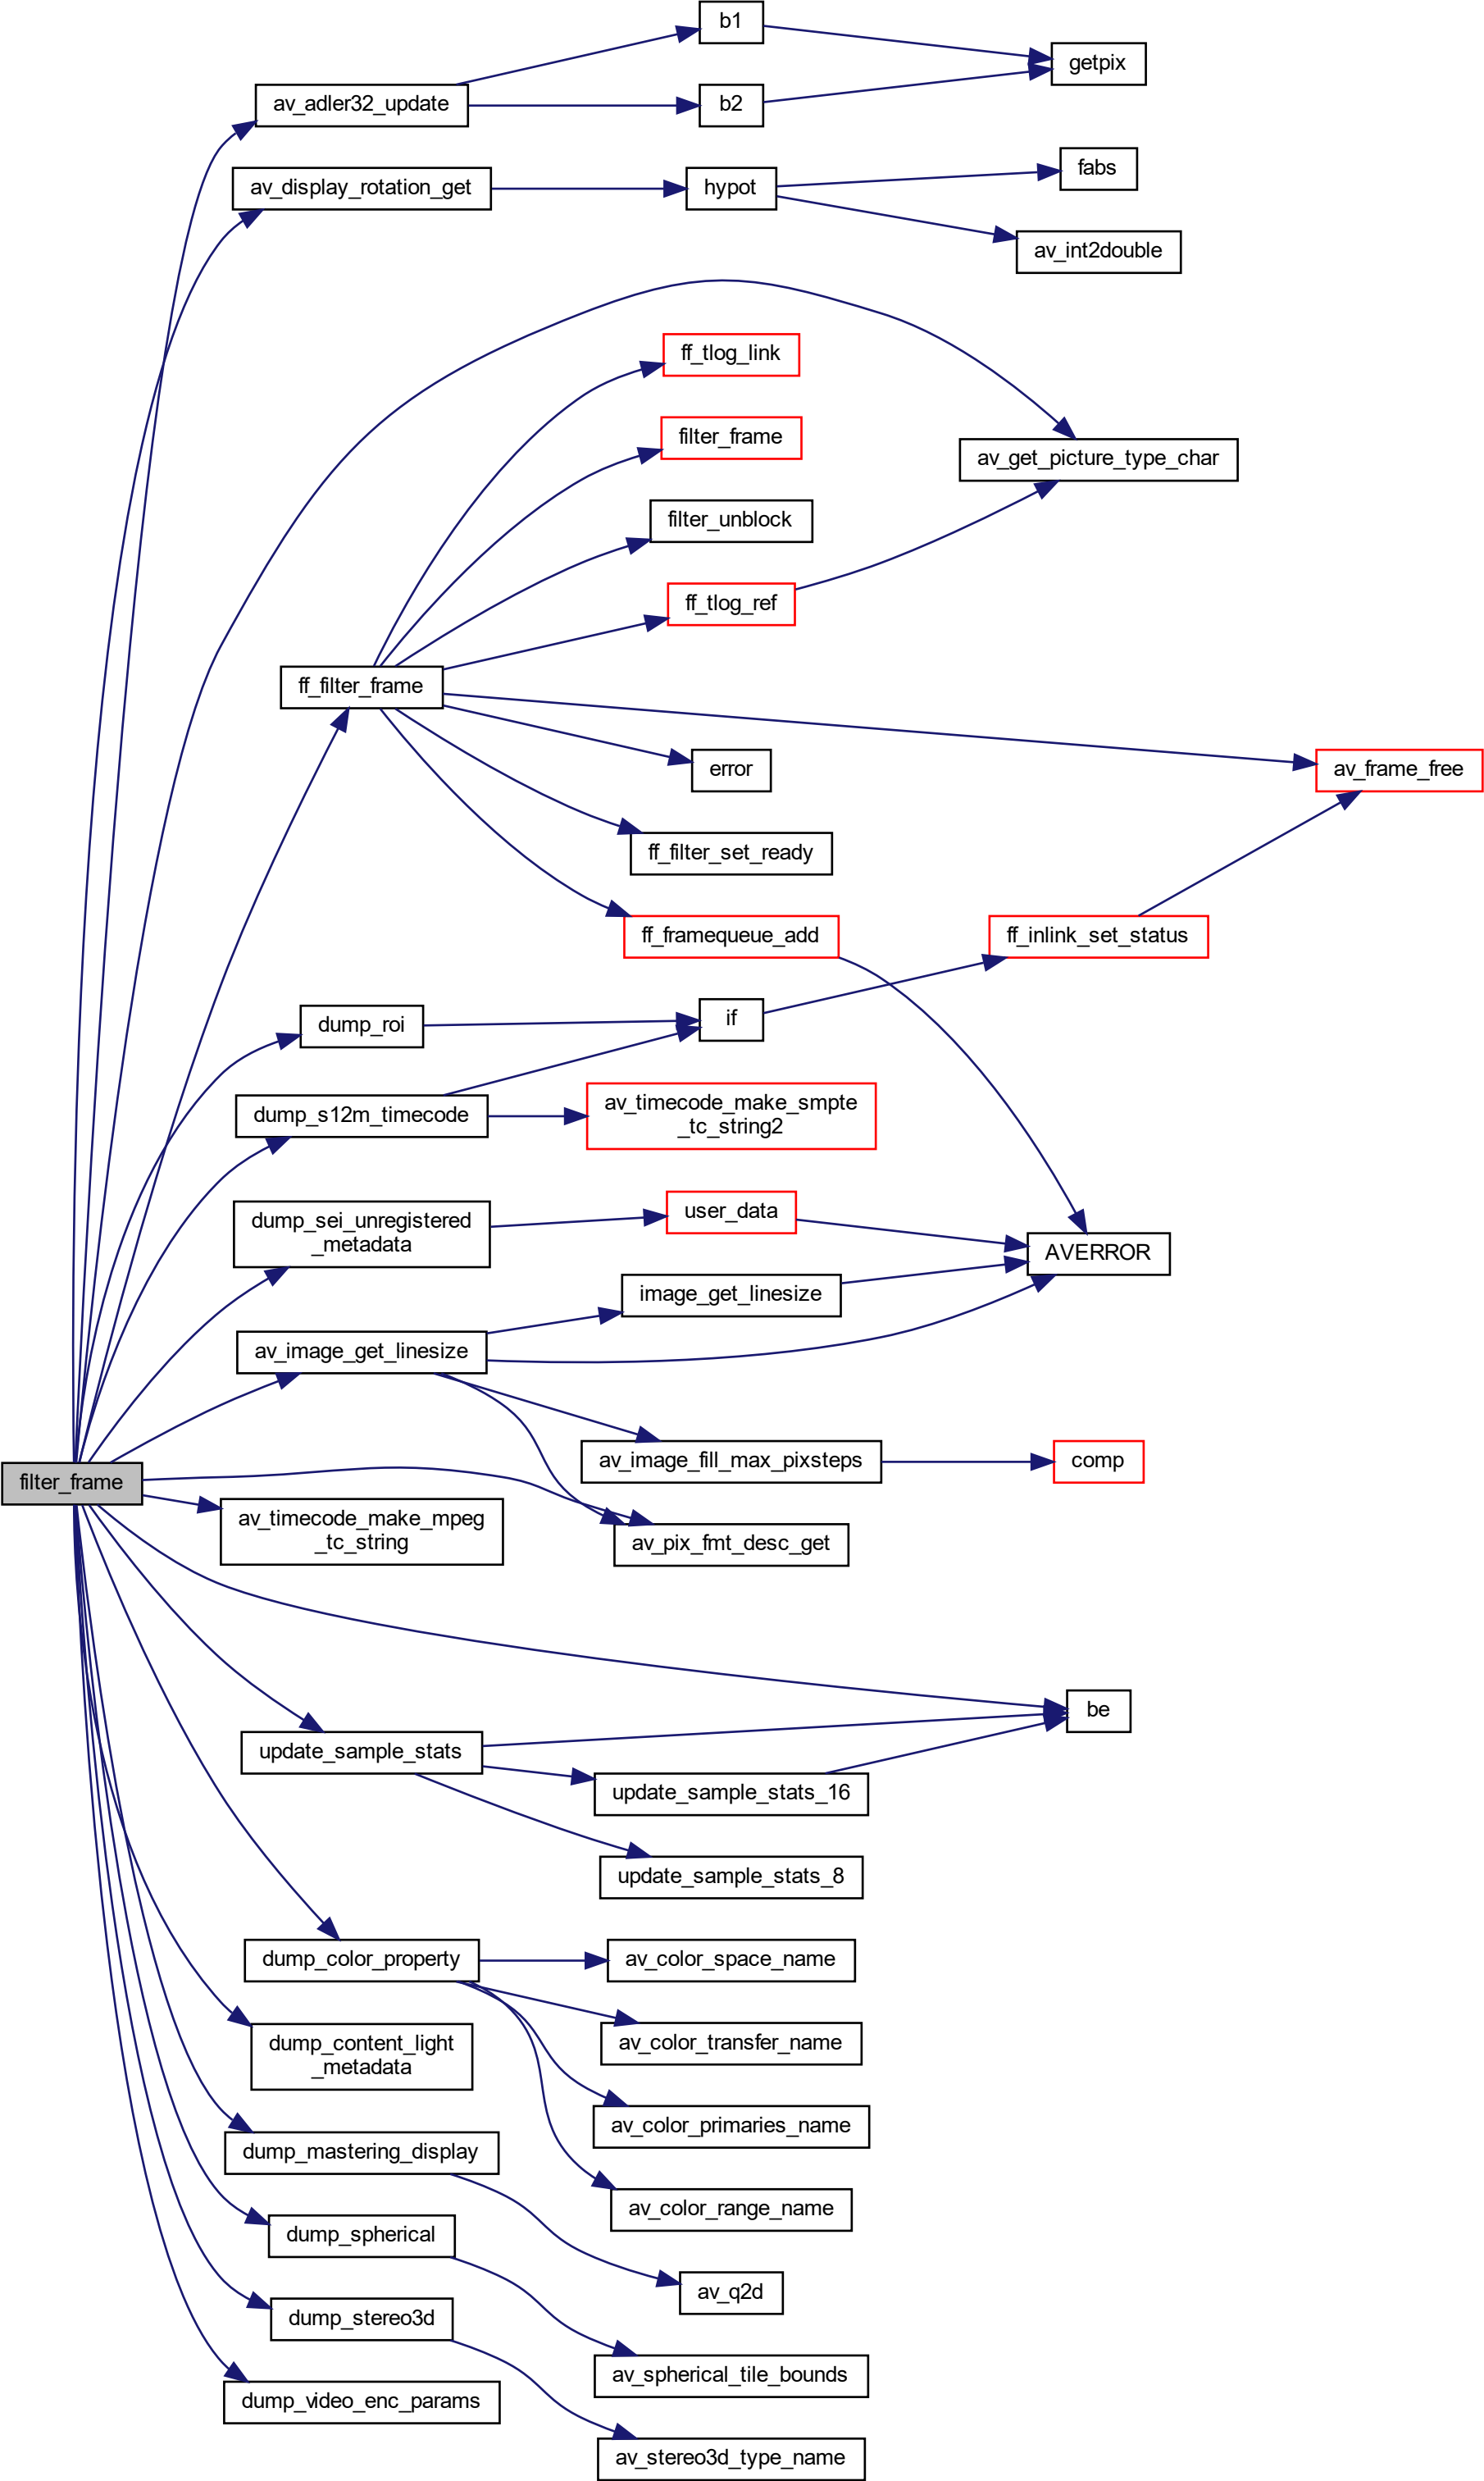 b1
getpix
av_adler32_update
b2
fabs
av_display_rotation_get
hypot
av_int2double
ff_tlog_link
filter_frame
av_get_picture_type_char
filter_unblock
ff_tlog_ref
ff_filter_frame
error
av_frame_free
ff_filter_set_ready
ff_framequeue_add
ff_inlink_set_status
dump_roi
if
dump_s12m_timecode
av_timecode_make_smpte
_tc_string2
dump_sei_unregistered
_metadata
user_data
AVERROR
image_get_linesize
av_image_get_linesize
av_image_fill_max_pixsteps
comp
filter_frame
av_timecode_make_mpeg
_tc_string
av_pix_fmt_desc_get
be
update_sample_stats
update_sample_stats_16
update_sample_stats_8
dump_color_property
av_color_space_name
dump_content_light
_metadata
av_color_transfer_name
av_color_primaries_name
dump_mastering_display
av_color_range_name
dump_spherical
av_q2d
dump_stereo3d
av_spherical_tile_bounds
dump_video_enc_params
av_stereo3d_type_name